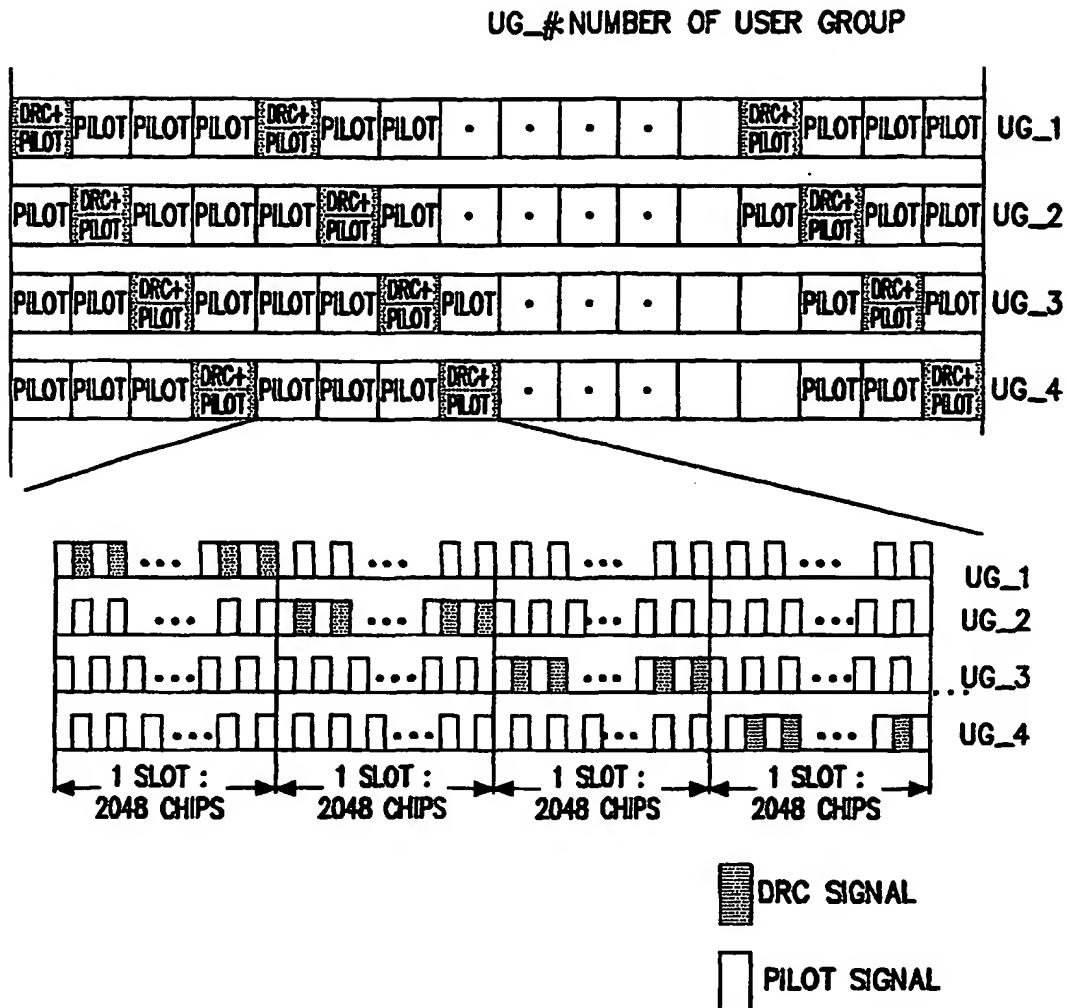 UG_#: NUMBER OF USER GROUP
DRC+ PILOT PILOT PILOT PILOT DRC+ PILOT PILOT PILOT • • • • DRC+ PILOT PILOT PILOT PILOT UG_1
PILOT DRC+ PILOT PILOT PILOT PILOT DRC+ PILOT PILOT • • • • PILOT DRC+ PILOT PILOT PILOT UG_2
PILOT PILOT DRC+ PILOT PILOT PILOT PILOT DRC+ PILOT PILOT • • • PILOT DRC+ PILOT PILOT UG_3
PILOT PILOT PILOT DRC+ PILOT PILOT PILOT PILOT DRC+ PILOT • • • PILOT PILOT DRC+ PILOT UG_4
••• ••• ••• ••• UG_1
••• ••• ••• ••• UG_2
••• ••• ••• ••• UG_3
....
••• ••• ••• ••• UG_4
1 SLOT : 1 SLOT : 1 SLOT : 1 SLOT :
2048 CHIPS 2048 CHIPS 2048 CHIPS 2048 CHIPS
DRC SIGNAL
PILOT SIGNAL